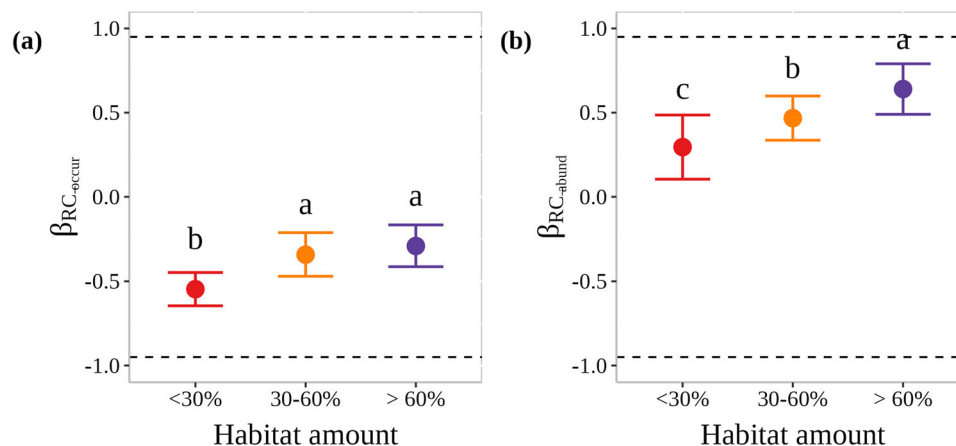 (a)
1.0
0.5
0.0
-0.5
-1.0
βRC-occur
b
a
a
<30%
30-60%
> 60%
Habitat amount
(b)
1.0
0.5
0.0
-0.5
-1.0
βRC-abund
c
b
a
<30%
30-60%
> 60%
Habitat amount